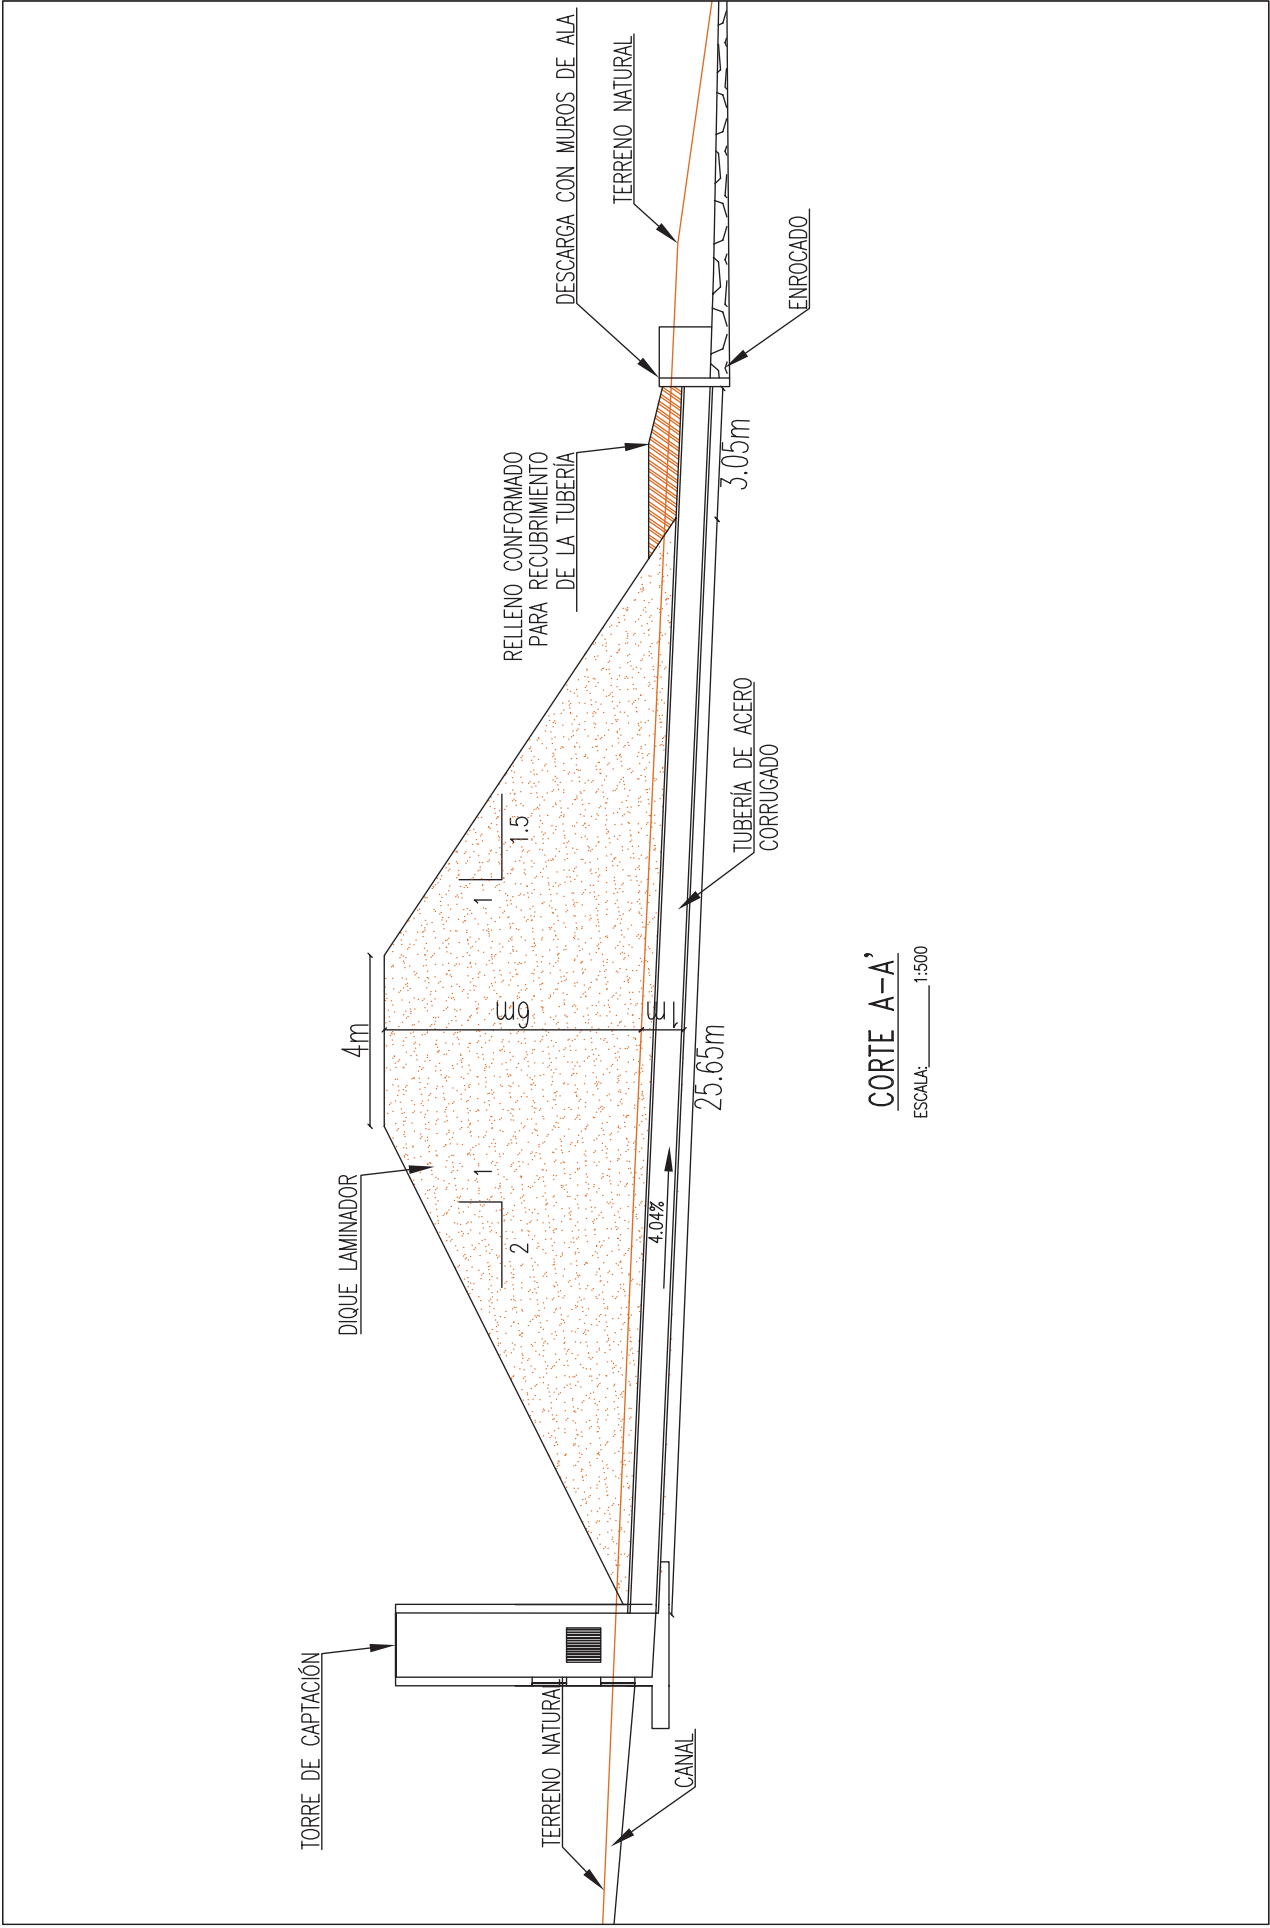 TORRE DE CAPTACIÓN
DIQUE LAMINADOR
4m
RELLENO CONFORMADO
PARA RECUBRIMIENTO
DE LA TUBERÍA
DESCARGA CON MUROS DE ALA
TERRENO NATURAL
1
2
6m
1
1.5
1m
TERRENO NATURAL
CANAL
4.04%
25.65m
TUBERÍA DE ACERO
CORRUGADO
3.05m
ENROCADO
CORTE A-A'
ESCALA: 1:500